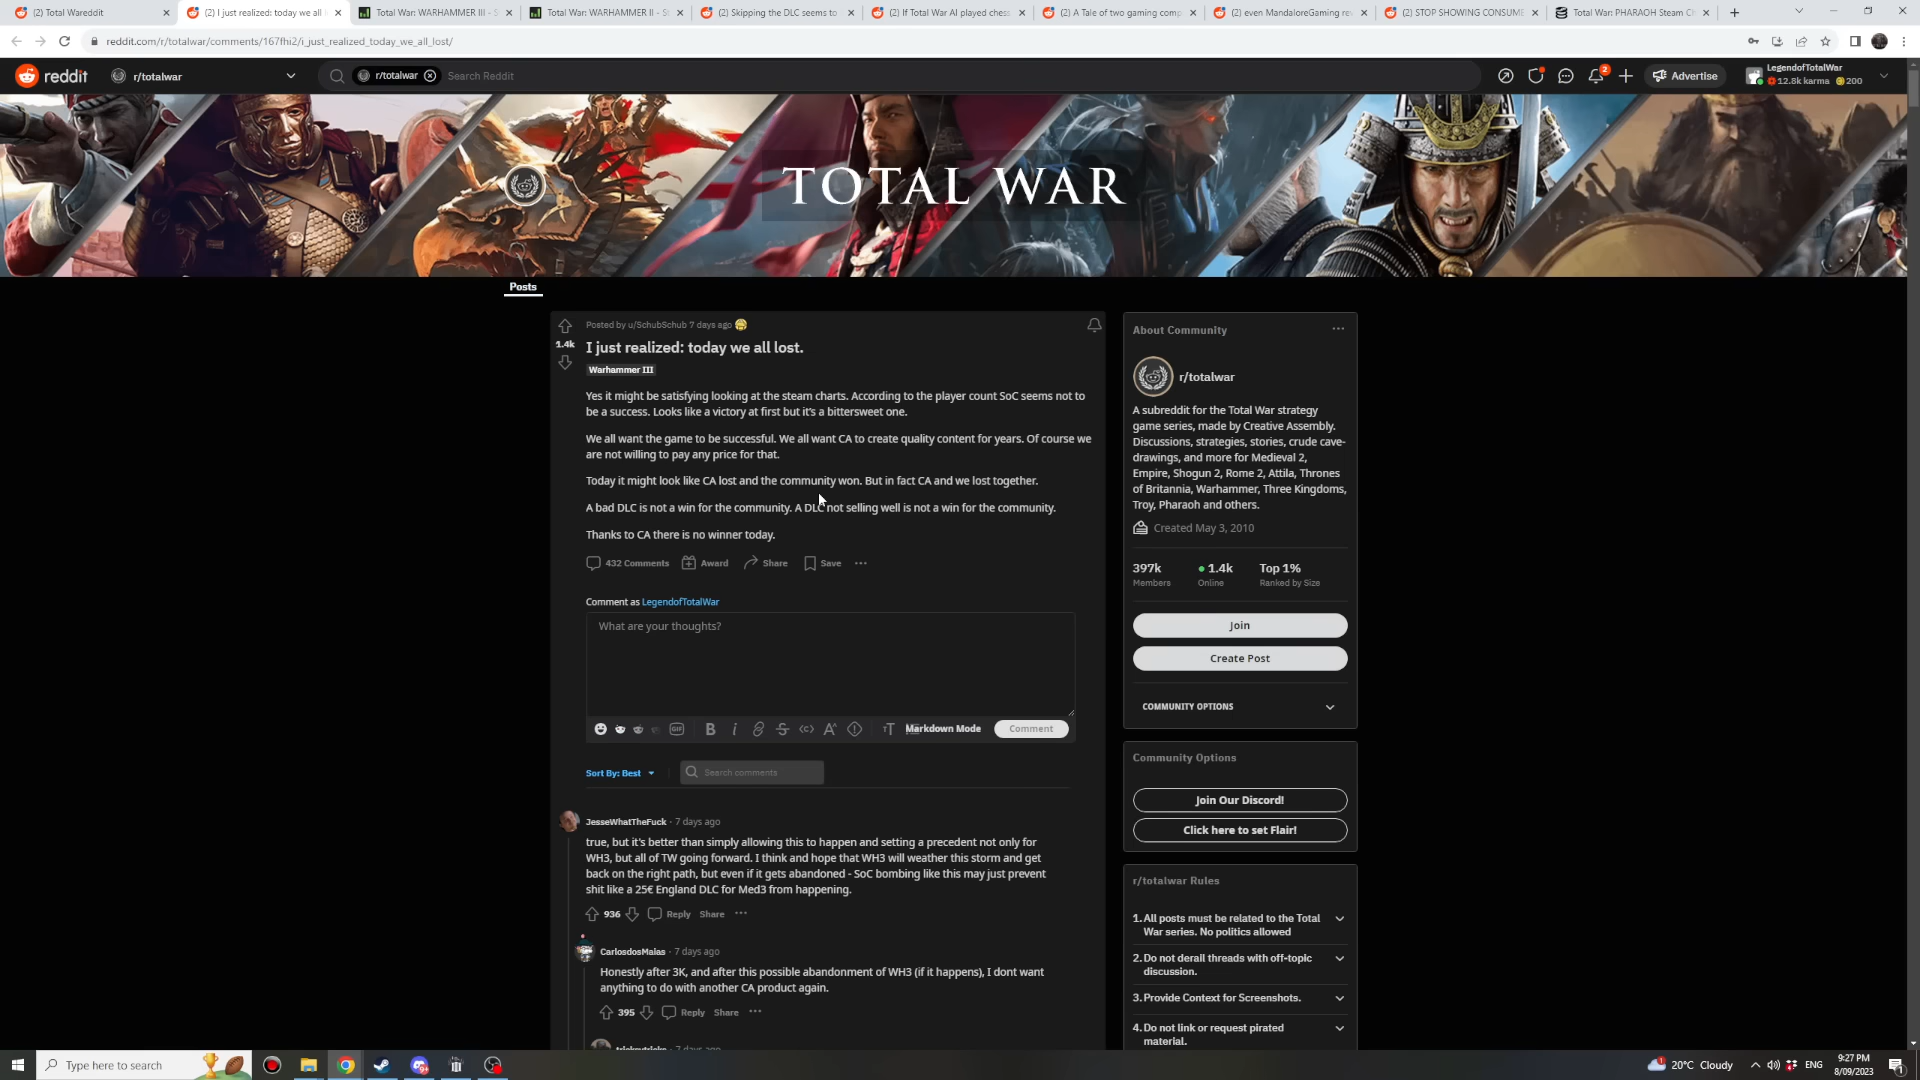 (2) Total Wareddit
(2) I just realized: today we all l
Total War: WARHAMMER III - S
Total War: WARHAMMER II - St
(2) Skipping the DLC seems to
(2) If Total War AI played chess
(2) A Tale of two gaming comp
(2) even MandaloreGaming re
(2) STOP SHOWING CONSUME
Total War: PHARAOH Steam Ch
reddit.com/r/totalwar/comments/167fhi2/i_just_realized_today_we_all_lost/
reddit
r/totalwar
r/totalwar
Search Reddit
2
Advertise
LegendofTotalWar
12.8k karma
200
TOTAL WAR
Posts
Posted by u/SchubSchub 7 days ago
1.4k
I just realized: today we all lost.
Warhammer III
Yes it might be satisfying looking at the steam charts. According to the player count SoC seems not to
be a success. Looks like a victory at first but it's a bittersweet one.
We all want the game to be successful. We all want CA to create quality content for years. Of course we
are not willing to pay any price for that.
Today it might look like CA lost and the community won. But in fact CA and we lost together.
A bad DLC is not a win for the community. A DLC not selling well is not a win for the community.
Thanks to CA there is no winner today.
432 Comments
Award
Share
Save
Comment as LegendofTotalWar
What are your thoughts?
GIF
B
i
Markdown Mode
Comment
Sort By: Best
Search comments
JesseWhatTheFuck · 7 days ago
true, but it's better than simply allowing this to happen and setting a precedent not only for
WH3, but all of TW going forward. I think and hope that WH3 will weather this storm and get
back on the right path, but even if it gets abandoned - SoC bombing like this may just prevent
shit like a 25€ England DLC for Med3 from happening.
936
Reply
Share
CarlosdosMaias · 7 days ago
Honestly after 3K, and after this possible abandonment of WH3 (if it happens), I dont want
anything to do with another CA product again.
395
Reply
Share
About Community
r/totalwar
A subreddit for the Total War strategy
game series, made by Creative Assembly.
Discussions, strategies, stories, crude cave-
drawings, and more for Medieval 2,
Empire, Shogun 2, Rome 2, Attila, Thrones
of Britannia, Warhammer, Three Kingdoms,
Troy, Pharaoh and others.
Created May 3, 2010
397k
1.4k
Top 1%
Members
Online
Ranked by Size
Join
Create Post
COMMUNITY OPTIONS
Community Options
Join Our Discord!
Click here to set Flair!
r/totalwar Rules
1. All posts must be related to the Total
War series. No politics allowed
2. Do not derail threads with off-topic
discussion.
3. Provide Context for Screenshots.
4. Do not link or request pirated
material.
Type here to search
20°C Cloudy
ENG
9:27 PM
8/09/2023